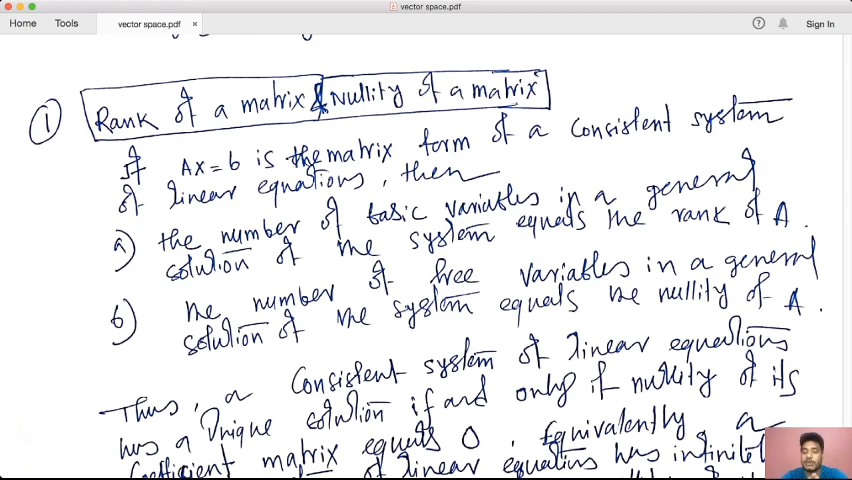 vector space.pdf
Home Tools vector space.pdf × ? Sign In
① Rank of a matrix & Nullity of a matrix
If AX=b is the matrix form of a consistent system
of linear equations, then
a) the number of basic variables in a general
solution of the system equals the rank of A.
b) the number of free variables in a general
solution of the system equals the nullity of A.
Thus, a consistent system of linear equations
has a Unique solution if and only if nullity of its
Coefficient matrix equals 0. Equivalently a
of linear equations has infinitel